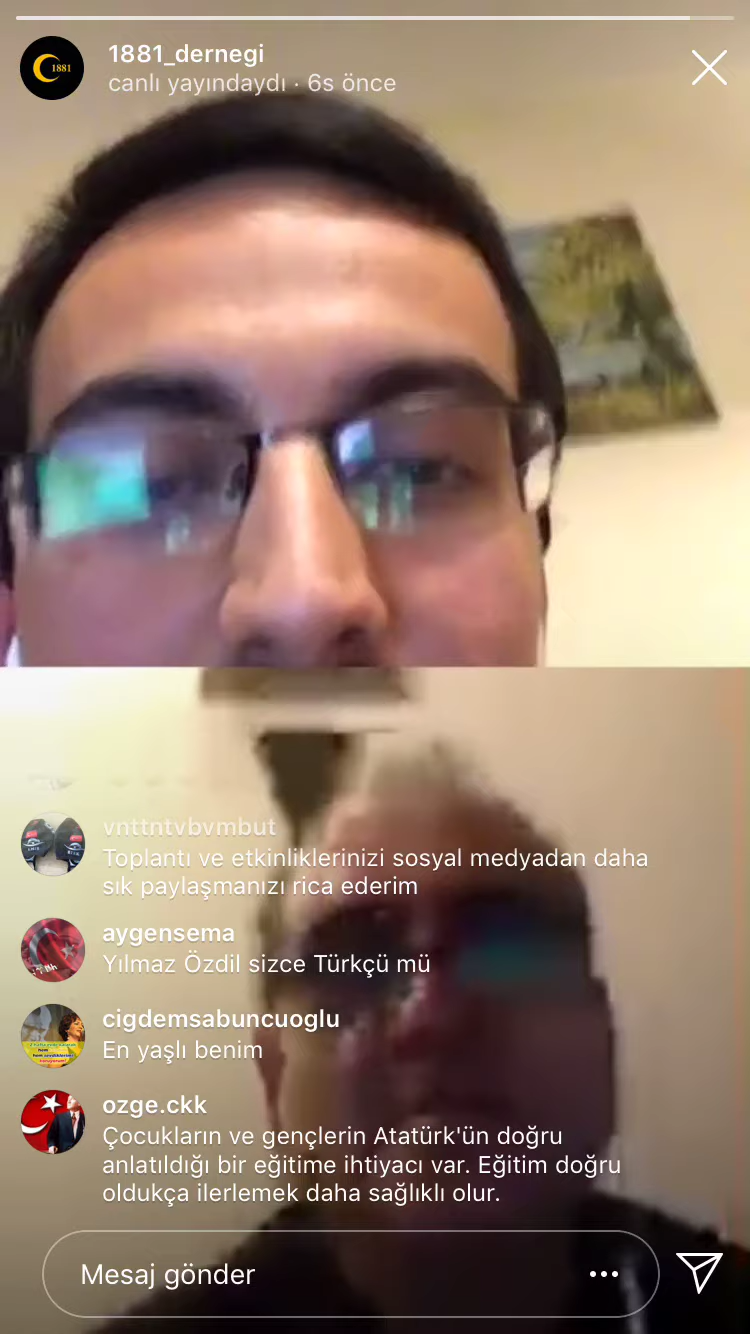 1881
1881_dernegi
canlı yayındaydı · 6s önce
vnttntvbvmbut
Toplantı ve etkinliklerinizi sosyal medyadan daha
sık paylaşmanızı rica ederim
aygensema
Yılmaz Özdil sizce Türkçü mü
cigdemsabuncuoglu
En yaşlı benim
ozge.ckk
Çocukların ve gençlerin Atatürk'ün doğru
anlatıldığı bir eğitime ihtiyacı var. Eğitim doğru
oldukça ilerlemek daha sağlıklı olur.
Mesaj gönder